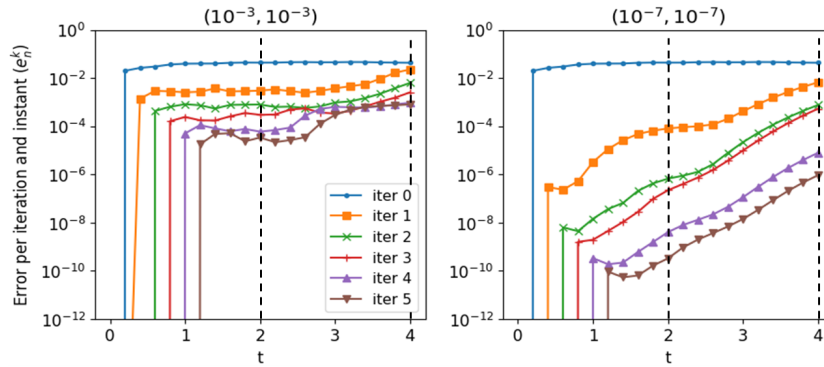 (10⁻³, 10⁻³)
Error per iteration and instant (eₙᵏ)
10⁰
10⁻²
10⁻⁴
10⁻⁶
10⁻⁸
10⁻¹⁰
10⁻¹²
iter 0
iter 1
iter 2
iter 3
iter 4
iter 5
0 1 2 3 4
t
(10⁻⁷, 10⁻⁷)
10⁰
10⁻²
10⁻⁴
10⁻⁶
10⁻⁸
10⁻¹⁰
10⁻¹²
0 1 2 3 4
t